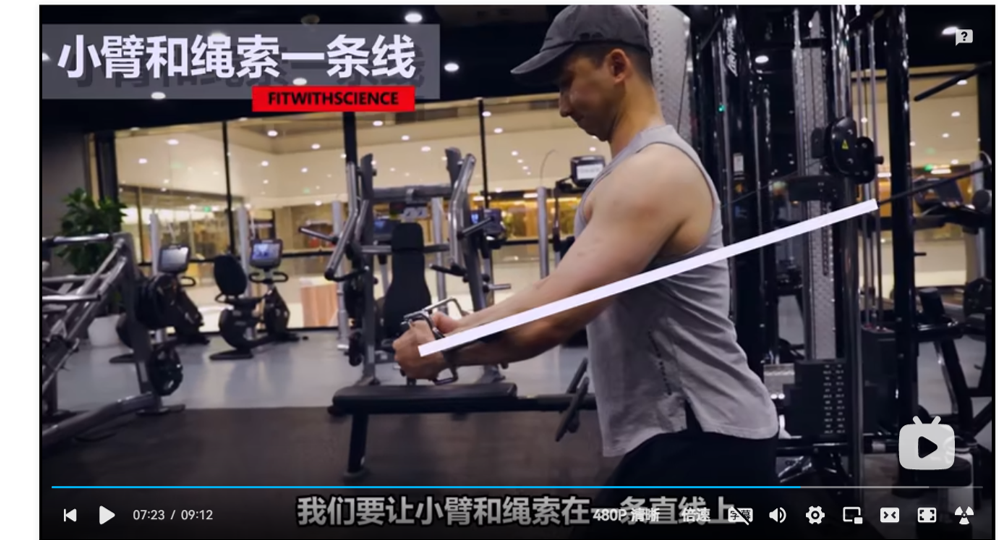 小臂和绳索一条线
FITWITHSCIENCE
我们要让小臂和绳索在一条直线上
07:23 / 09:12
480P 清晰
倍速